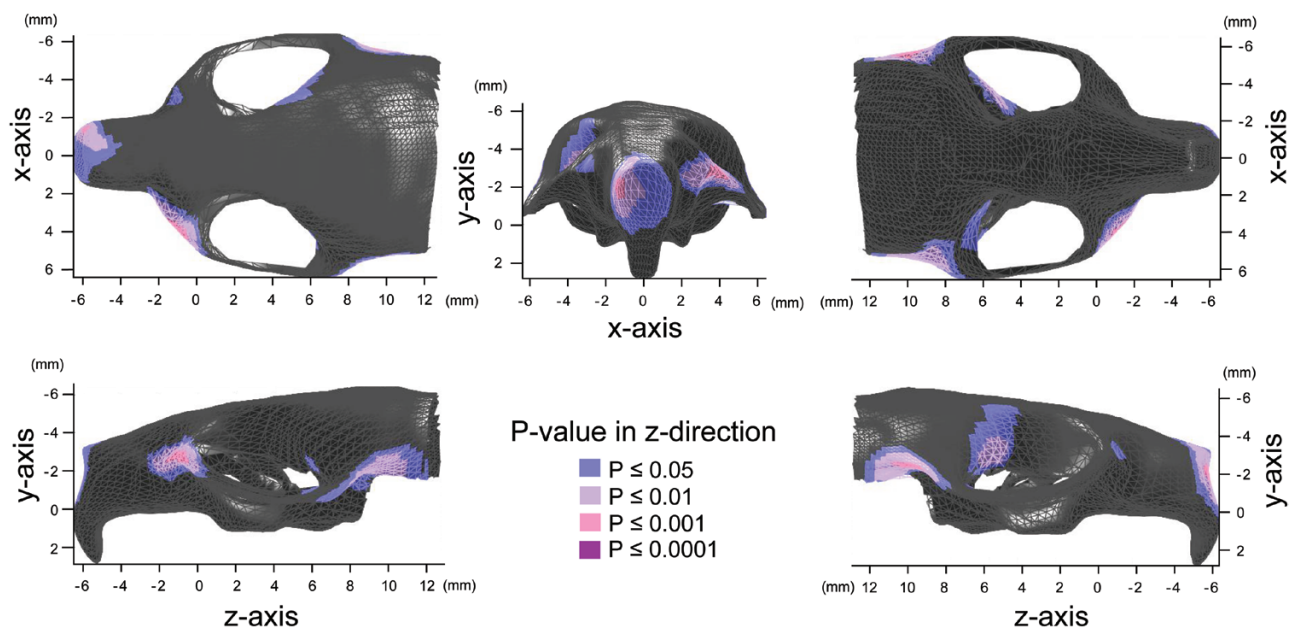 (mm)
-6
-4
-2
0
2
4
6
x-axis
-6 -4 -2 0 2 4 6 8 10 12 (mm)
(mm)
-6
-4
-2
0
2
y-axis
-6 -4 -2 0 2 4 6
x-axis
(mm)
-6
-4
-2
0
2
4
6
x-axis
(mm) 12 10 8 6 4 2 0 -2 -4 -6
(mm)
-6
-4
-2
0
2
y-axis
-6 -4 -2 0 2 4 6 8 10 12 (mm)
z-axis
P-value in z-direction
P ≤ 0.05
P ≤ 0.01
P ≤ 0.001
P ≤ 0.0001
(mm)
-6
-4
-2
0
2
y-axis
(mm) 12 10 8 6 4 2 0 -2 -4 -6
z-axis